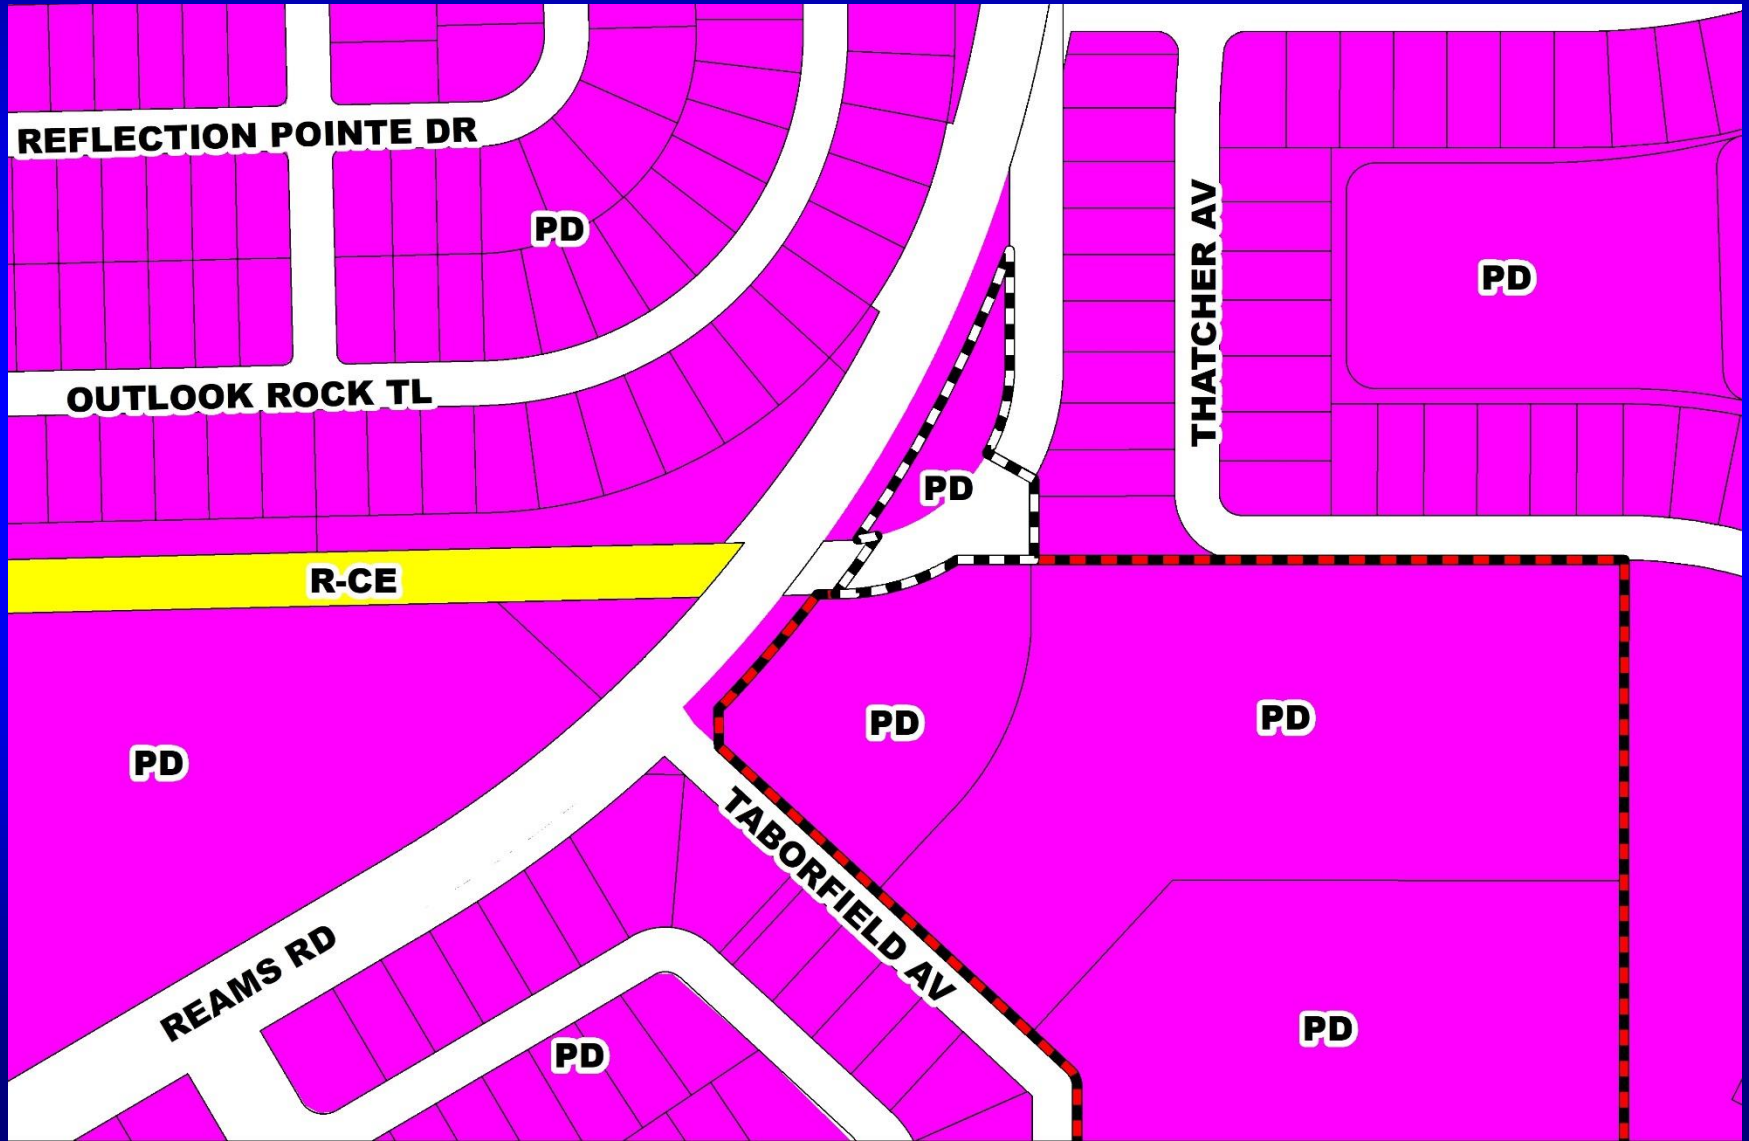 REFLECTION POINTE DR
PD
THATCHER AV
PD
OUTLOOK ROCK TL
PD
R-CE
PD
PD
PD
TABORFIELD AV
REAMS RD
PD
PD